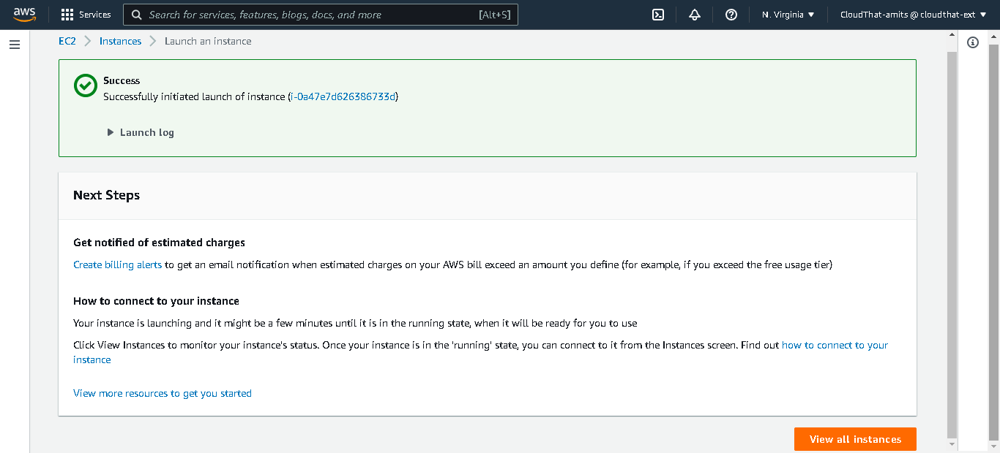 aws
Services
Search for services, features, blogs, docs, and more
[Alt+S]
N. Virginia
CloudThat-amits @ cloudthat-ext
EC2
Instances
Launch an instance
Success
Successfully initiated launch of instance (i-0a47e7d626386733d)
Launch log
Next Steps
Get notified of estimated charges
Create billing alerts to get an email notification when estimated charges on your AWS bill exceed an amount you define (for example, if you exceed the free usage tier)
How to connect to your instance
Your instance is launching and it might be a few minutes until it is in the running state, when it will be ready for you to use
Click View Instances to monitor your instance's status. Once your instance is in the 'running' state, you can connect to it from the Instances screen. Find out how to connect to your
instance
View more resources to get you started
View all instances